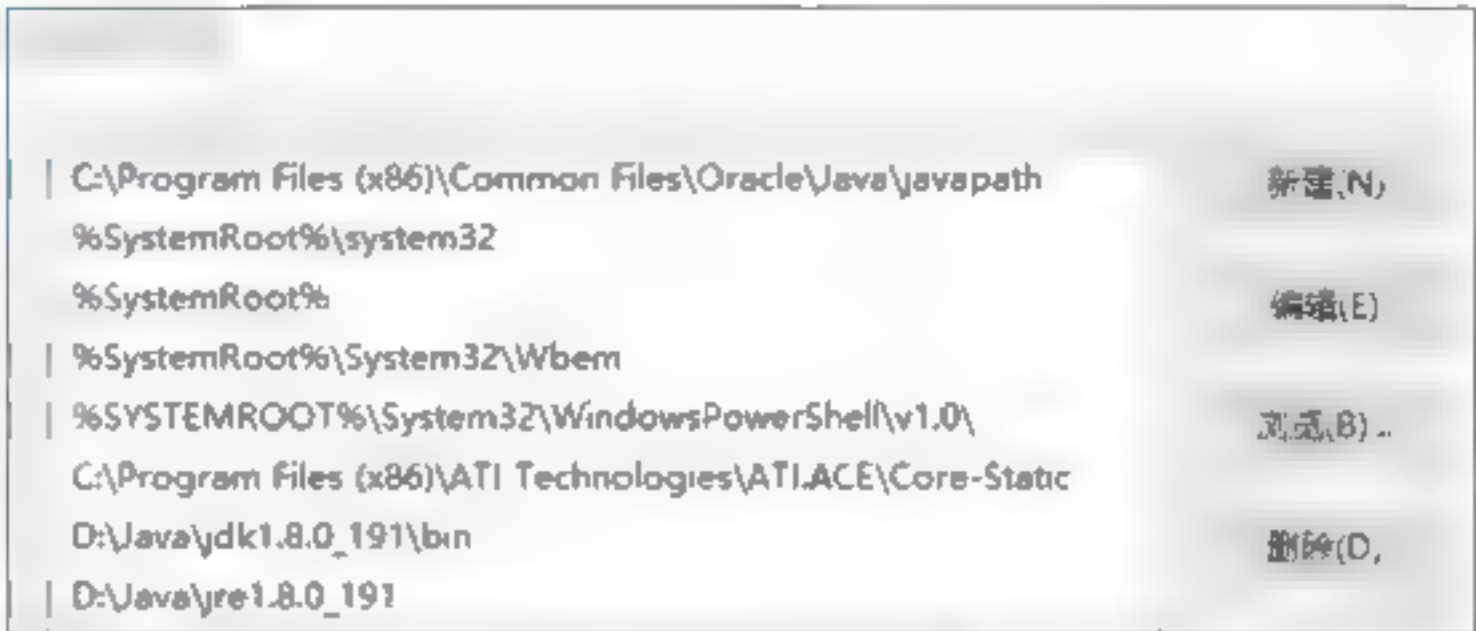 C:\Program Files (x86)\Common Files\Oracle\Java\javapath
新建(N)
%SystemRoot%\system32
%SystemRoot%
编辑(E)
%SystemRoot%\System32\Wbem
%SYSTEMROOT%\System32\WindowsPowerShell\v1.0\
浏览(B)...
C:\Program Files (x86)\ATI Technologies\ATI.ACE\Core-Static
D:\Java\jdk1.8.0_191\bin
删除(D)
D:\Java\jre1.8.0_191